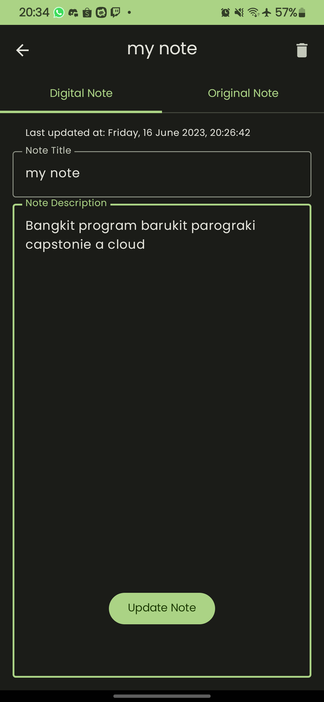 20:34
57%
my note
Digital Note
Original Note
Last updated at: Friday, 16 June 2023, 20:26:42
Note Title
my note
Note Description
Bangkit program barukit parograki
capstonie a cloud
Update Note